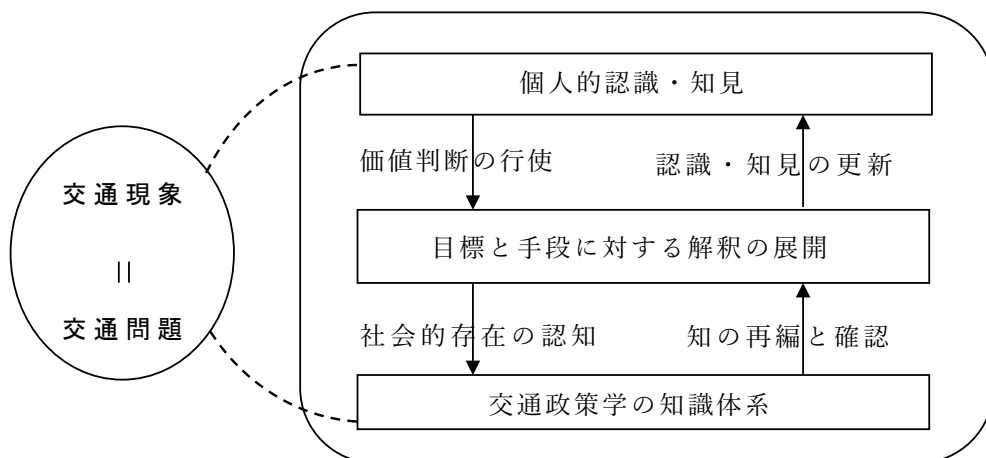 個人的認識・知見
価値判断の行使
認識・知見の更新
交通現象
||
交通問題
目標と手段に対する解釈の展開
社会的存在の認知
知の再編と確認
交通政策学の知識体系